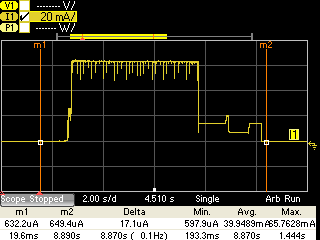 V1 -------V/
I1 ✓ 20 mA/
P1 -------W/
m1 m2
I1
Scope Stopped 2.00 s/d 4.510 s Single Arb Run
m1 m2 Delta Min. Avg. Max.
632.2uA 649.4uA 17.1uA 597.9uA 39.9489mA 65.7628mA
19.6ms 8.890s 8.870s ( 0.1Hz) 193.3ms 8.870s 1.444s